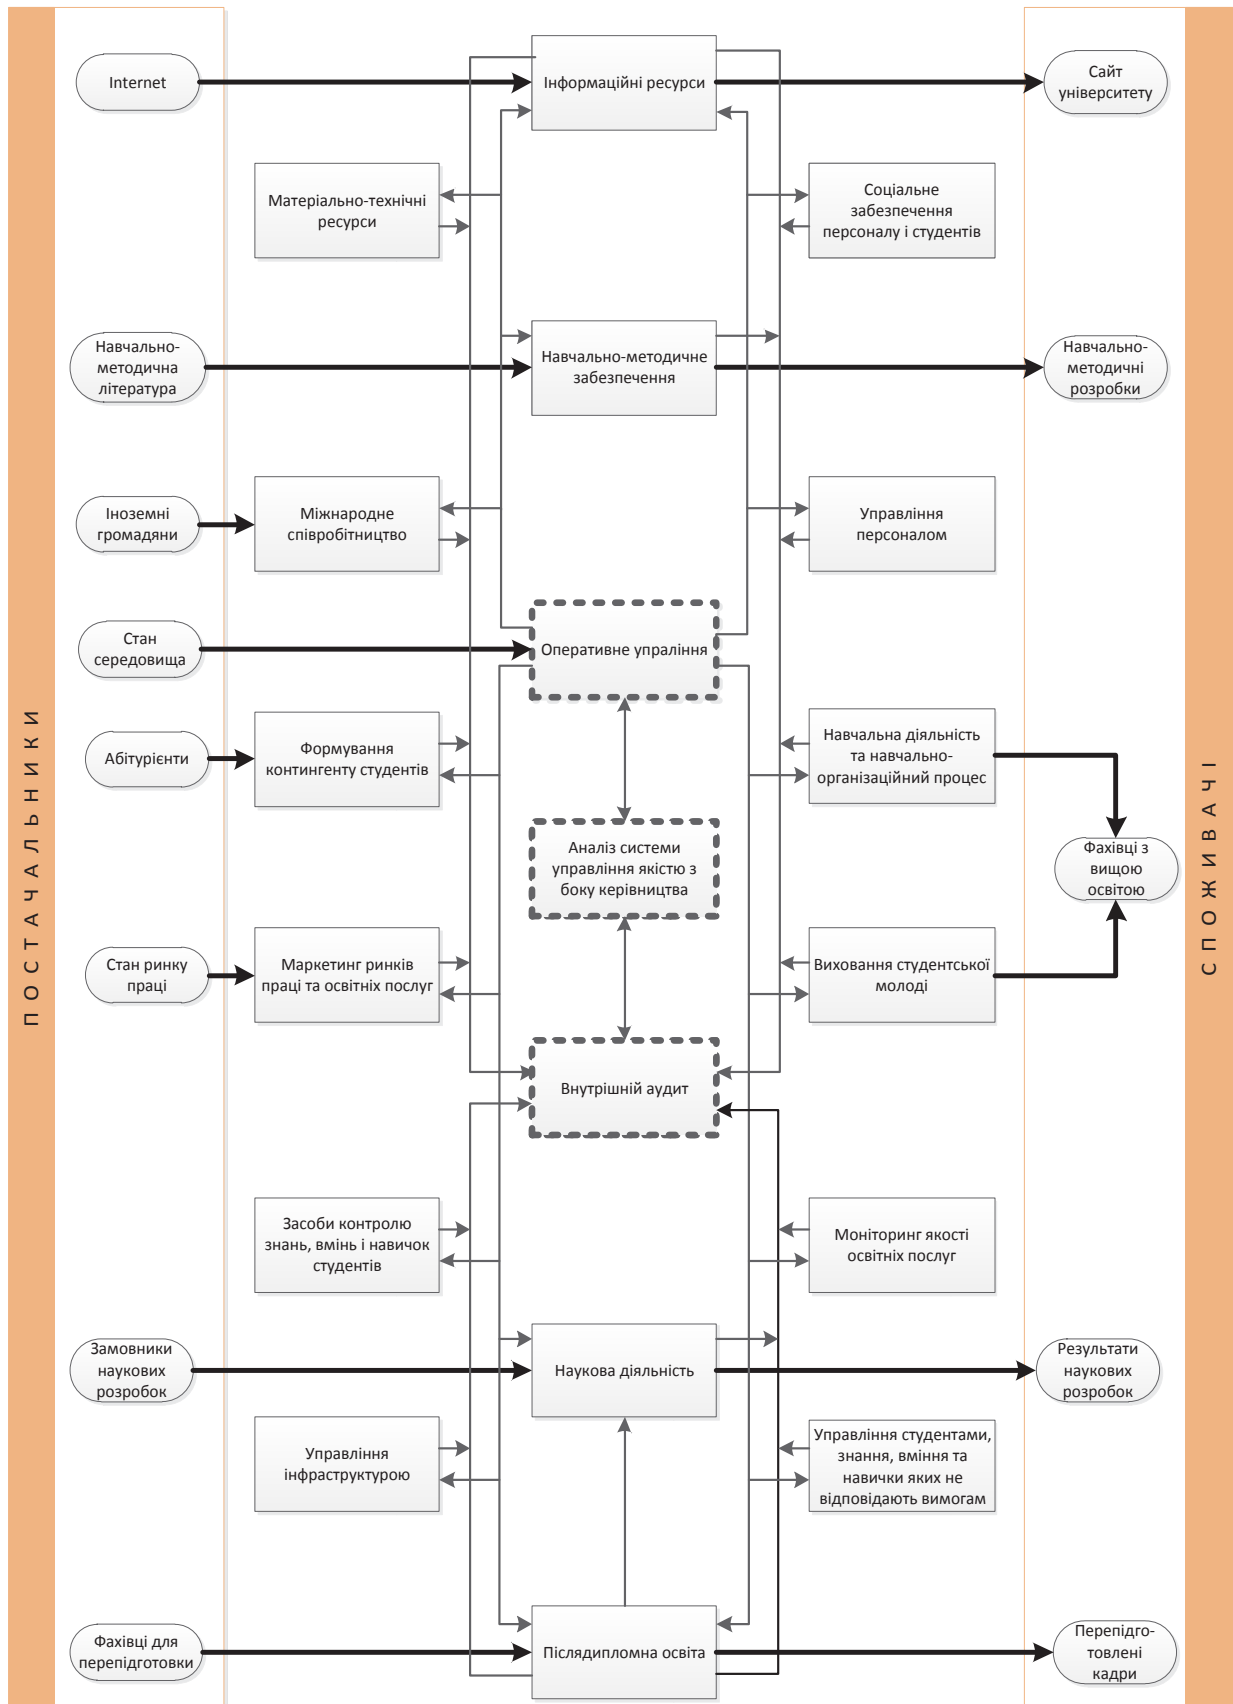 ПОСТАЧАЛЬНИКИ
Internet
Інформаційні ресурси
Сайт
університету
Матеріально-технічні
ресурси
Соціальне
забезпечення
персоналу і студентів
Навчально-
методична
література
Навчально-методичне
забезпечення
Навчально-
методичні
розробки
Іноземні
громадяни
Міжнародне
співробітництво
Управління
персоналом
Стан
середовища
Оперативне упраління
Абітурієнти
Формування
контингенту студентів
Навчальна діяльність
та навчально-
організаційний процес
Аналіз системи
управління якістю з
боку керівництва
Фахівці з
вищою
освітою
Стан ринку
праці
Маркетинг ринків
праці та освітніх послуг
Виховання студентської
молоді
Внутрішній аудит
Засоби контролю
знань, вмінь і навичок
студентів
Моніторинг якості
освітніх послуг
Замовники
наукових
розробок
Наукова діяльність
Результати
наукових
розробок
Управління
інфраструктурою
Управління студентами,
знання, вміння та
навички яких не
відповідають вимогам
Фахівці для
перепідготовки
Післядипломна освіта
Перепідго-
товлені
кадри
СПОЖИВАЧІ